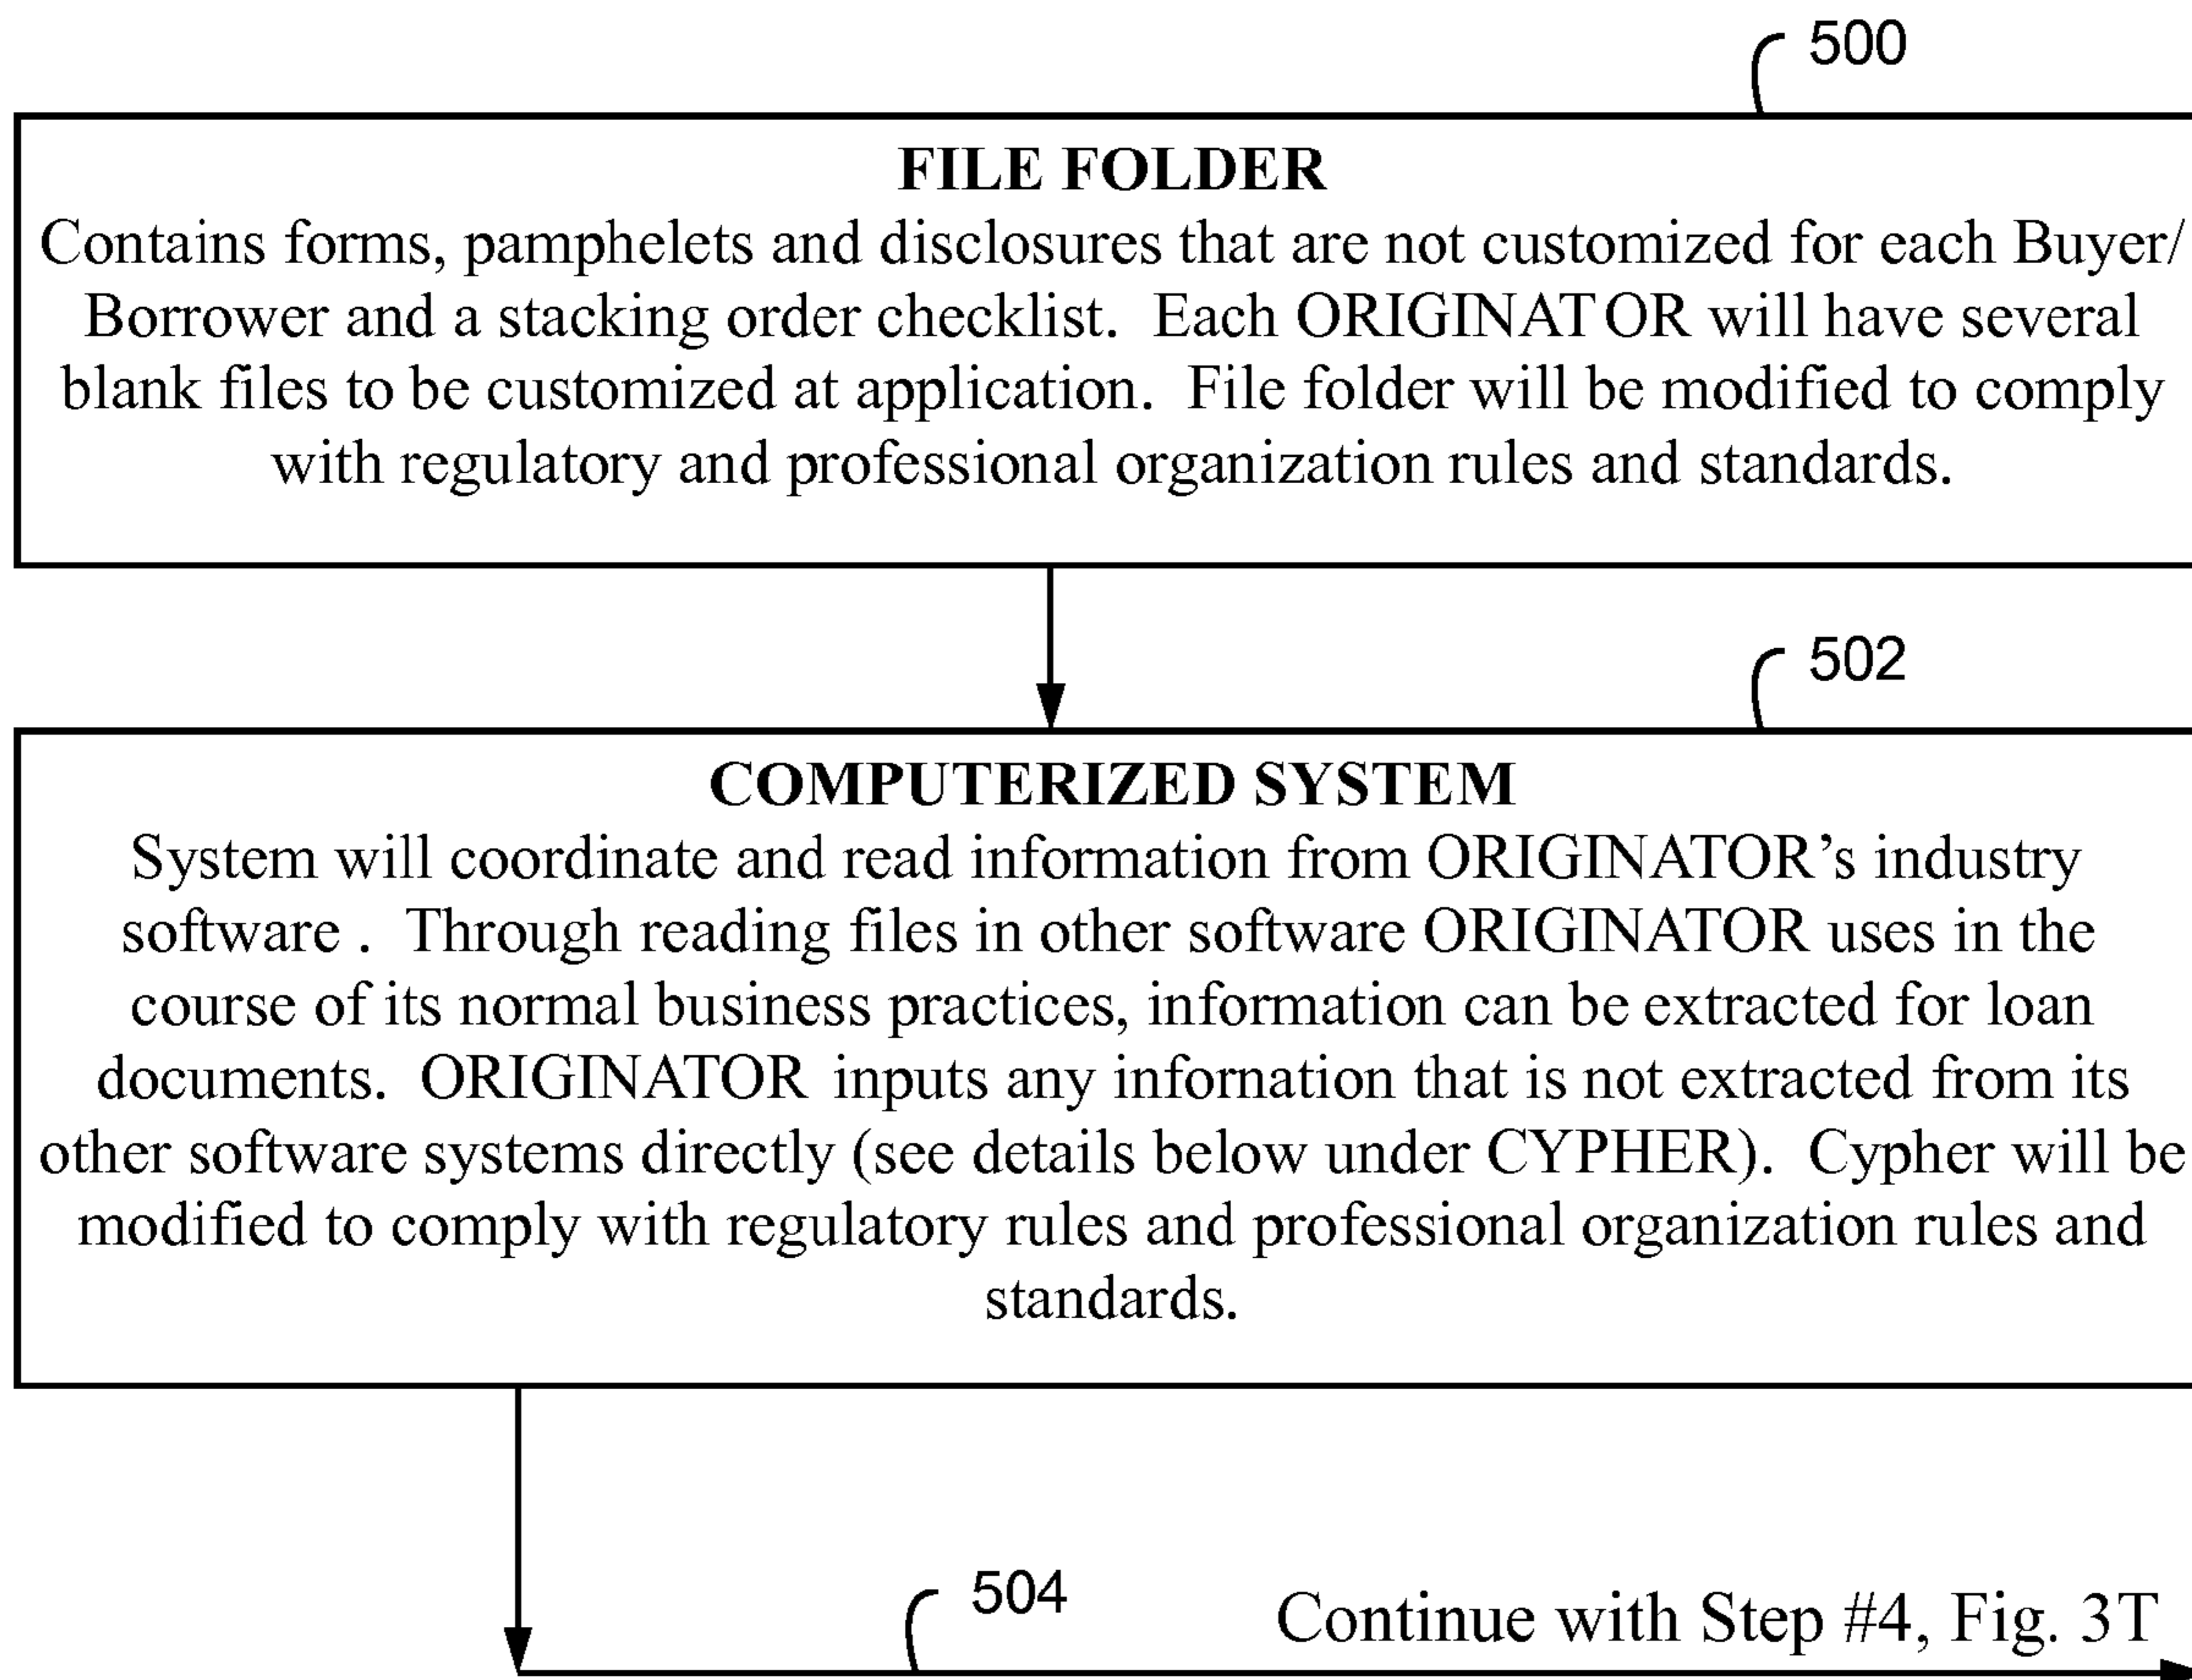 500
FILE FOLDER
Contains forms, pamphelets and disclosures that are not customized for each Buyer/
Borrower and a stacking order checklist. Each ORIGINATOR will have several
blank files to be customized at application. File folder will be modified to comply
with regulatory and professional organization rules and standards.
502
COMPUTERIZED SYSTEM
System will coordinate and read information from ORIGINATOR’s industry
software . Through reading files in other software ORIGINATOR uses in the
course of its normal business practices, information can be extracted for loan
documents. ORIGINATOR inputs any infornation that is not extracted from its
other software systems directly (see details below under CYPHER). Cypher will be
modified to comply with regulatory rules and professional organization rules and
standards.
504
Continue with Step #4, Fig. 3T